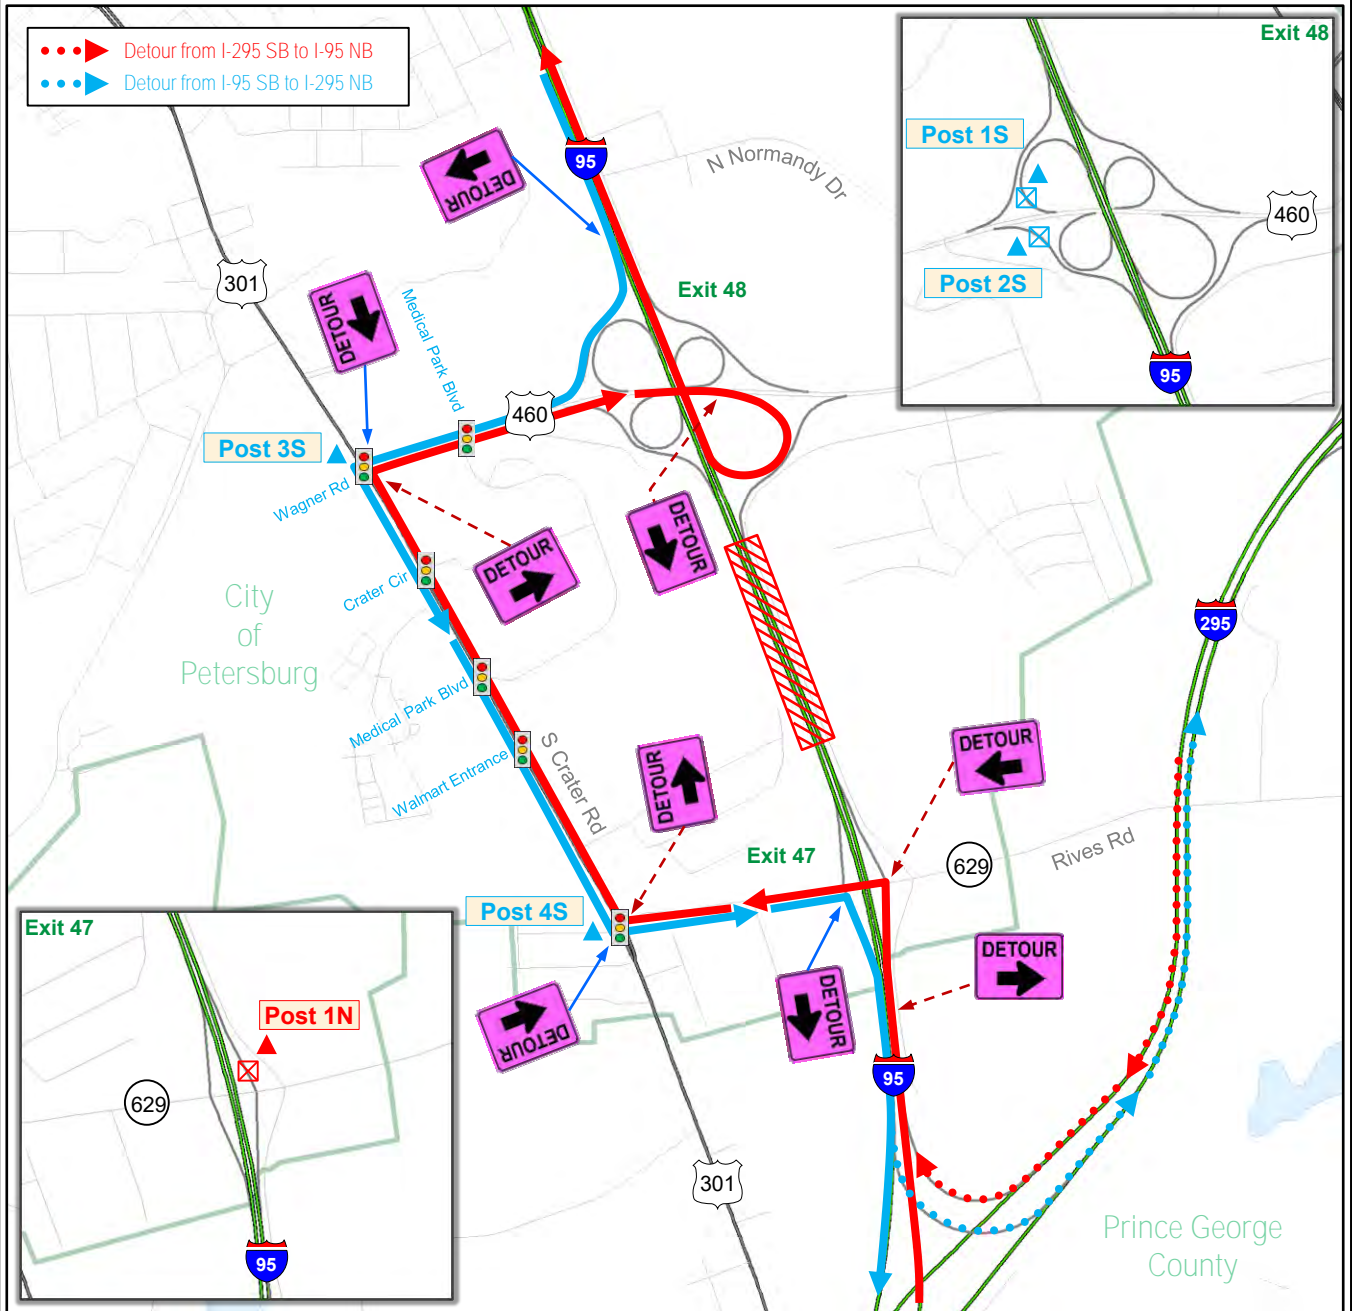 Detour from I-295 SB to I-95 NB
Detour from I-95 SB to I-295 NB
Exit 48
Post 1S
460
Post 2S
95
95
DETOUR
N Normandy Dr
301
Exit 48
DETOUR
Medical Park Blvd
460
Post 3S
Wagner Rd
DETOUR
DETOUR
Crater Cir
City
of
Petersburg
295
Medical Park Blvd
Walmart Entrance
S Crater Rd
DETOUR
DETOUR
Exit 47
629
Rives Rd
Post 4S
DETOUR
DETOUR
DETOUR
95
301
Prince George
County
Exit 47
Post 1N
629
95